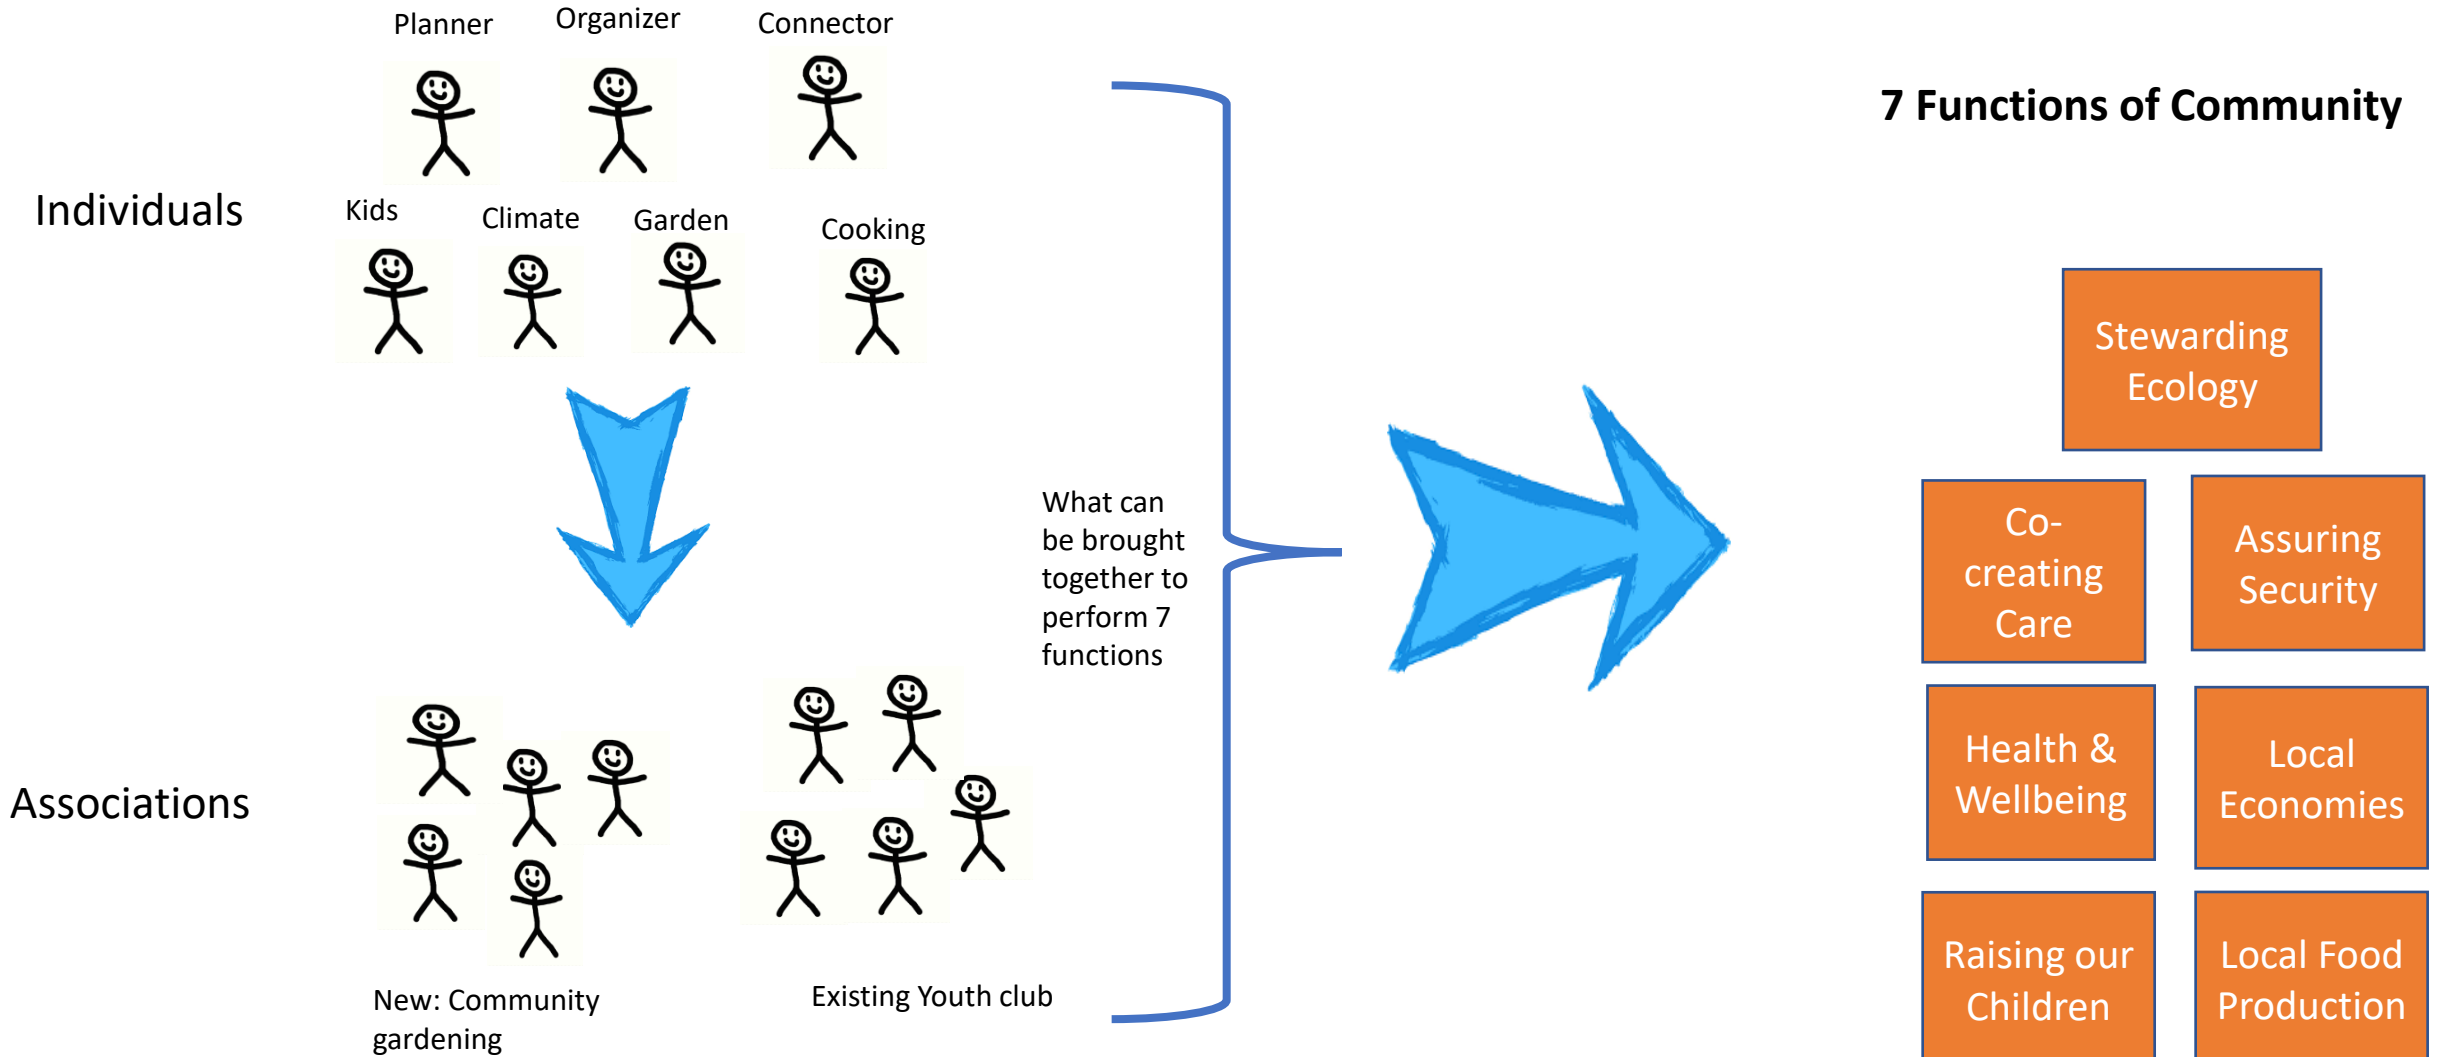 Planner
Organizer
Connector
Individuals
Kids
Climate
Garden
Cooking
What can
be brought
together to
perform 7
functions
Associations
New: Community
gardening
Existing Youth club
7 Functions of Community
Stewarding
Ecology
Co-
creating
Care
Assuring
Security
Health &
Wellbeing
Local
Economies
Raising our
Children
Local Food
Production